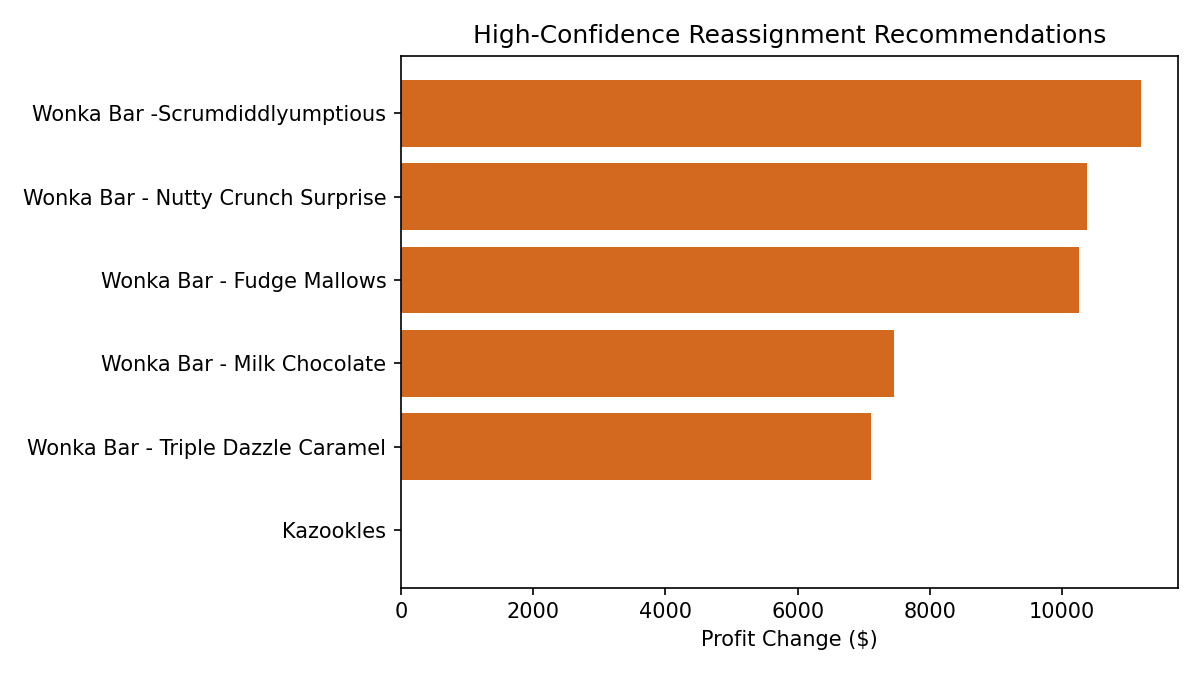 High-Confidence Reassignment Recommendations
Wonka Bar -Scrumdiddlyumptious
Wonka Bar - Nutty Crunch Surprise
Wonka Bar - Fudge Mallows
Wonka Bar - Milk Chocolate
Wonka Bar - Triple Dazzle Caramel
Kazookles
0 2000 4000 6000 8000 10000
Profit Change ($)